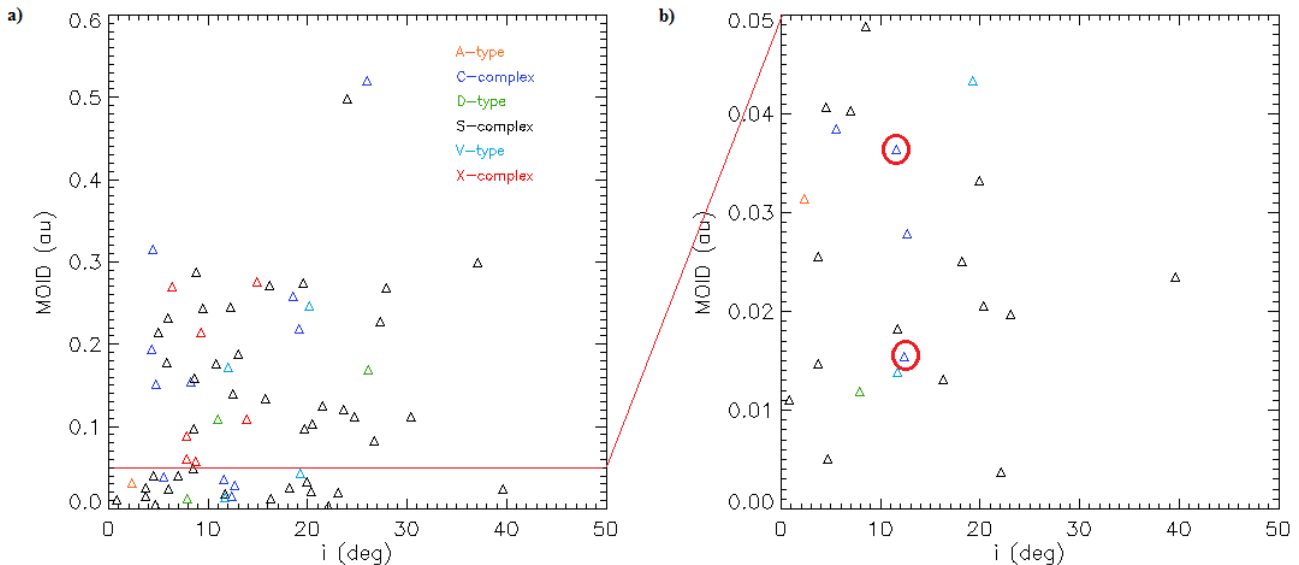 a)
0.6
0.5
0.4
0.3
0.2
0.1
0.0
MOID (au)
0 10 20 30 40 50
i (deg)
A-type
C-complex
D-type
S-complex
V-type
X-complex
b)
0.05
0.04
0.03
0.02
0.01
0.00
MOID (au)
0 10 20 30 40 50
i (deg)